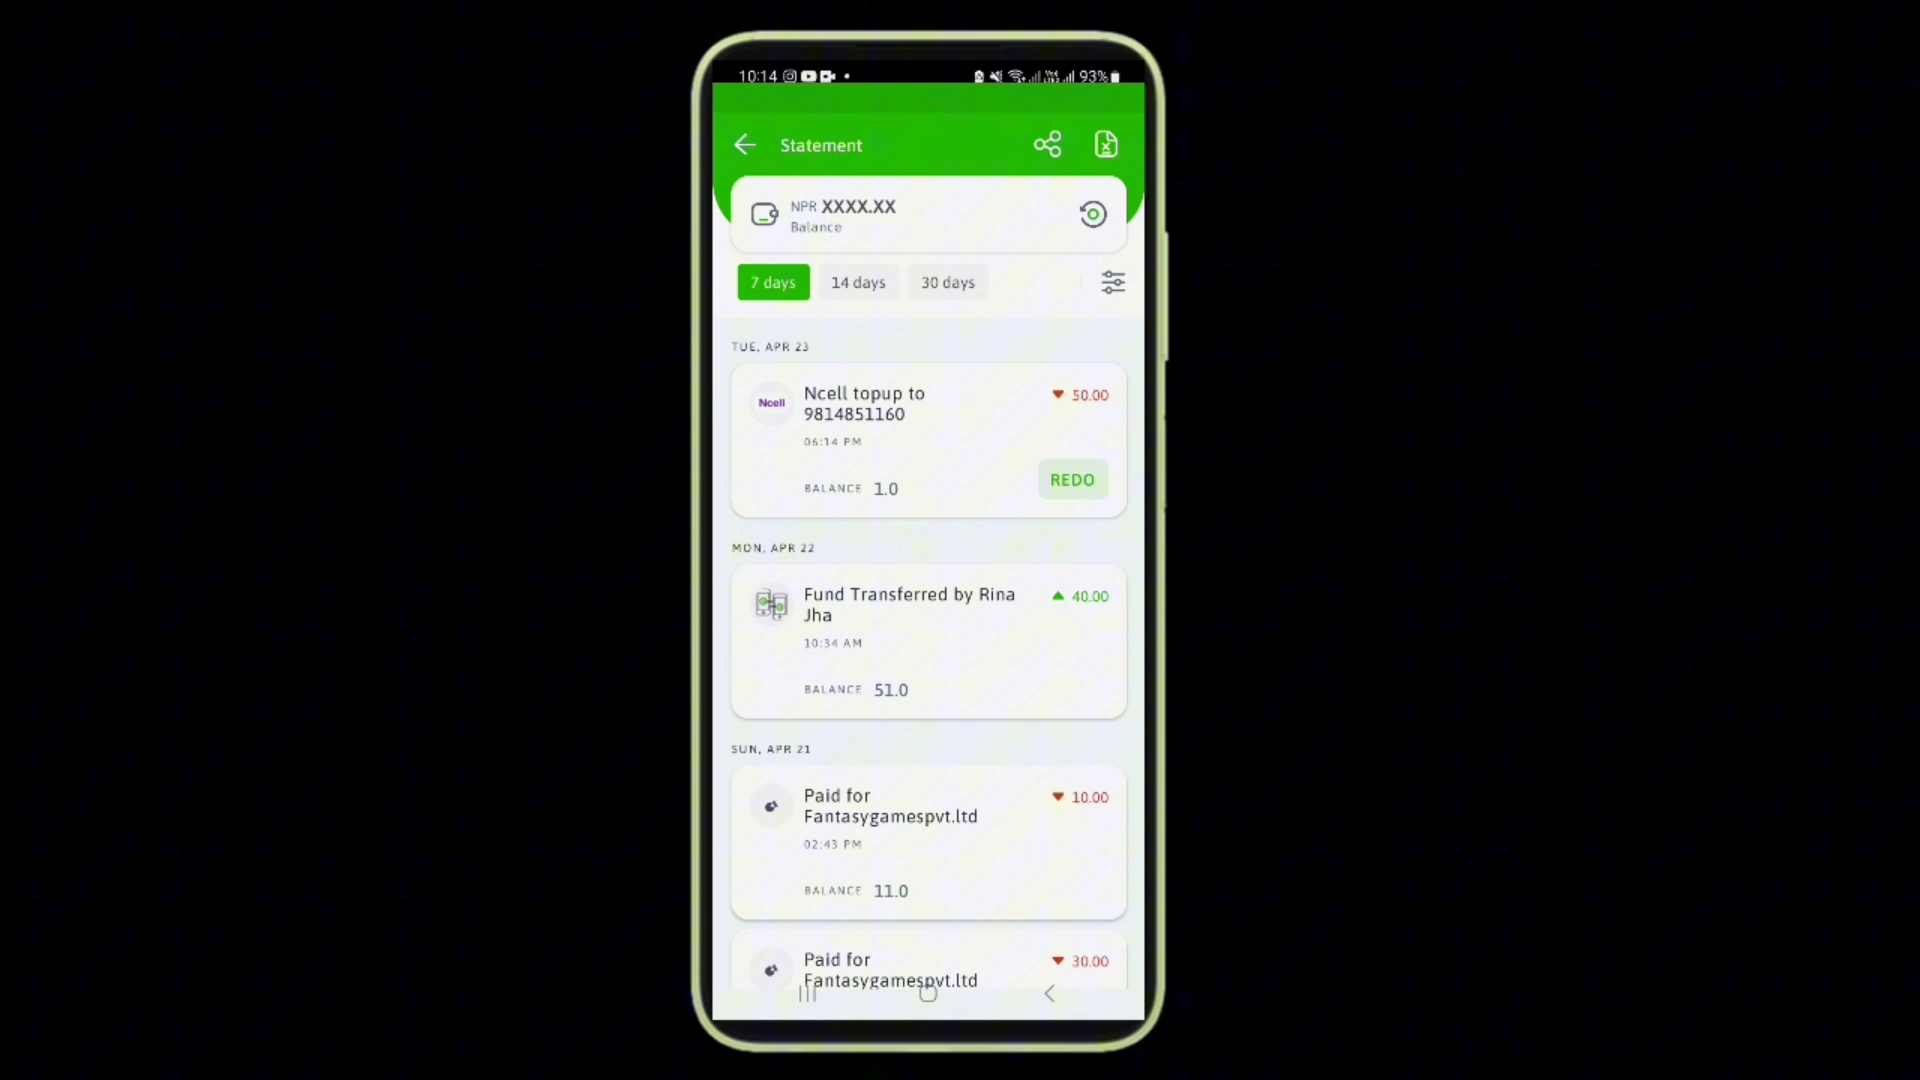 10:14
93%
Statement
NPR XXXX.XX
Balance
7 days 14 days 30 days
TUE, APR 23
Ncell
Ncell topup to
9814851160
50.00
06:14 PM
BALANCE 1.0
REDO
MON, APR 22
Fund Transferred by Rina
Jha
40.00
10:34 AM
BALANCE 51.0
SUN, APR 21
Paid for
Fantasygamespvt.ltd
10.00
02:43 PM
BALANCE 11.0
Paid for
Fantasygamespvt.ltd
30.00